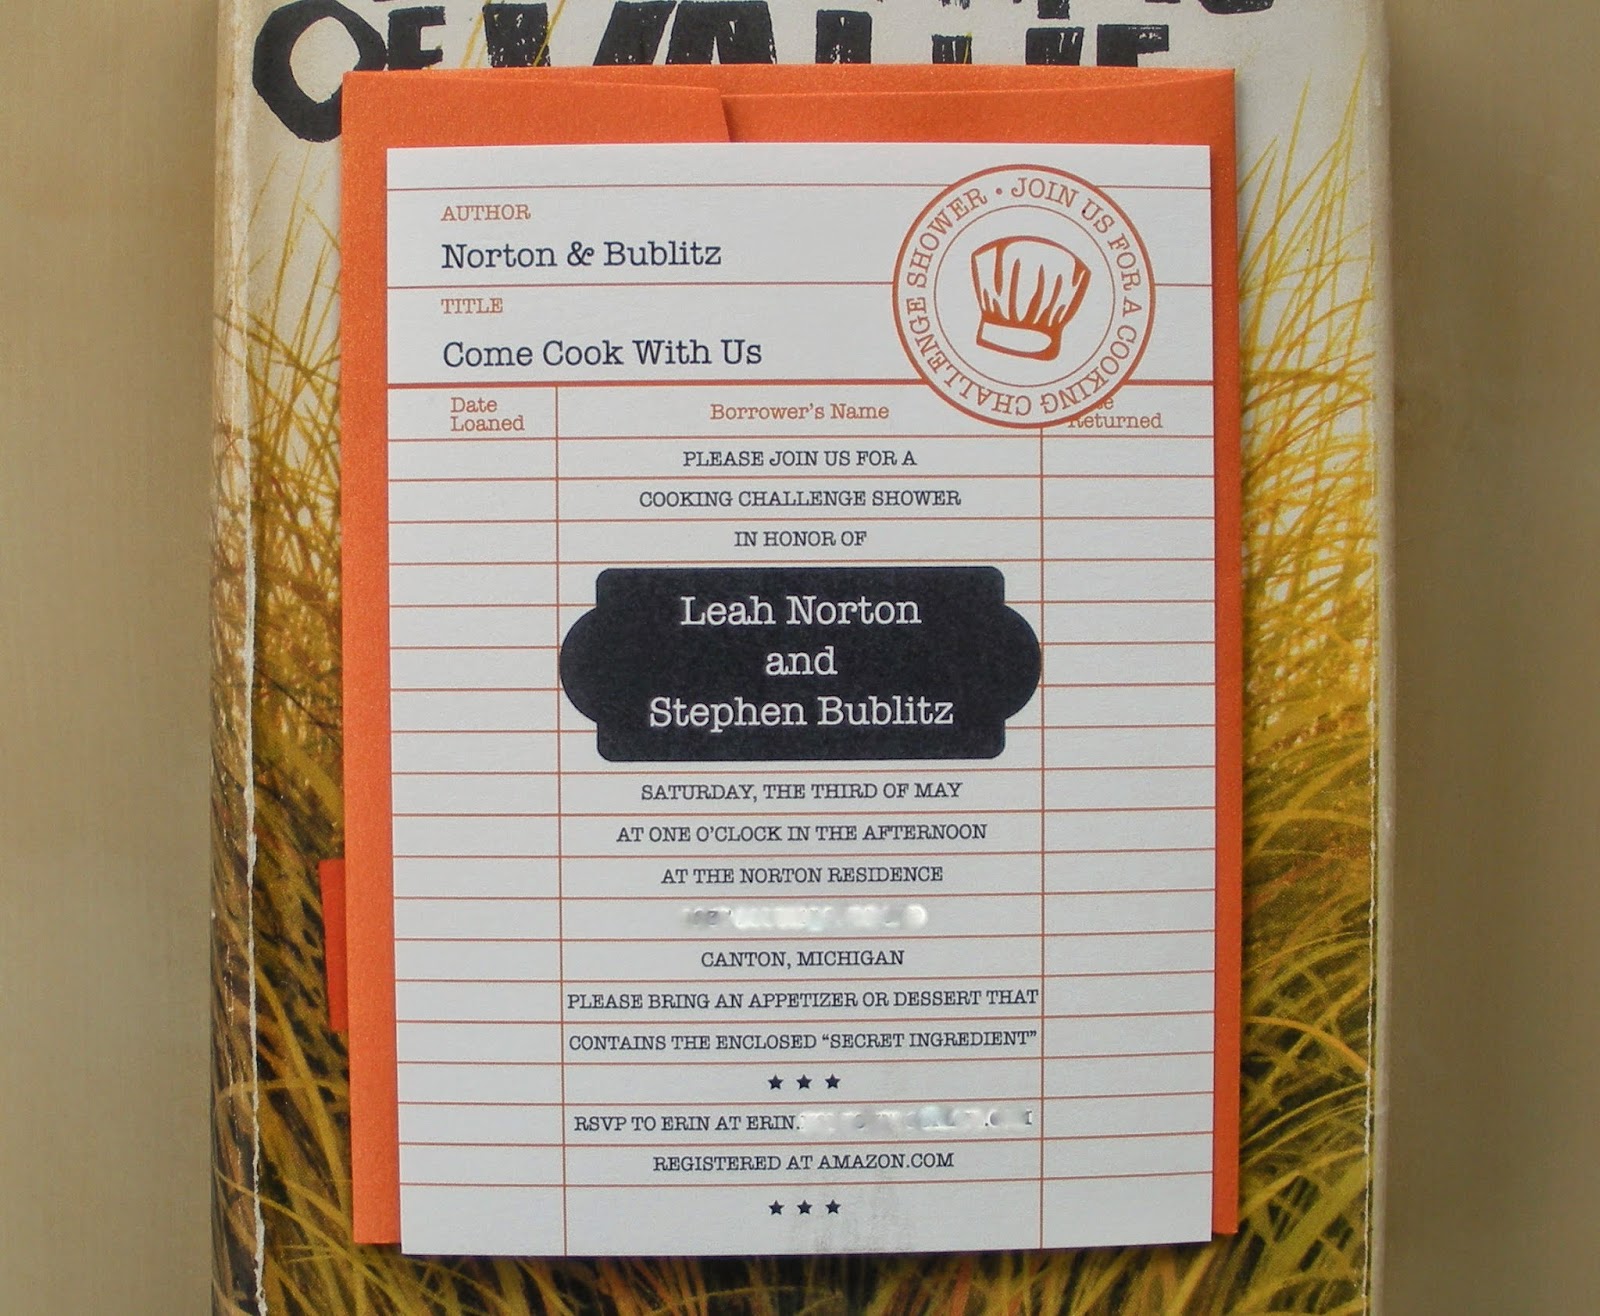 OF VALUE
AUTHOR
Norton & Bublitz
TITLE
Come Cook With Us
JOIN US FOR A COOKING CHALLENGE SHOWER •
Date
Loaned
Borrower's Name
Returned
PLEASE JOIN US FOR A
COOKING CHALLENGE SHOWER
IN HONOR OF
Leah Norton
and
Stephen Bublitz
SATURDAY, THE THIRD OF MAY
AT ONE O'CLOCK IN THE AFTERNOON
AT THE NORTON RESIDENCE
CANTON, MICHIGAN
PLEASE BRING AN APPETIZER OR DESSERT THAT
CONTAINS THE ENCLOSED “SECRET INGREDIENT”
★ ★ ★
RSVP TO ERIN AT ERIN.
REGISTERED AT AMAZON.COM
★ ★ ★